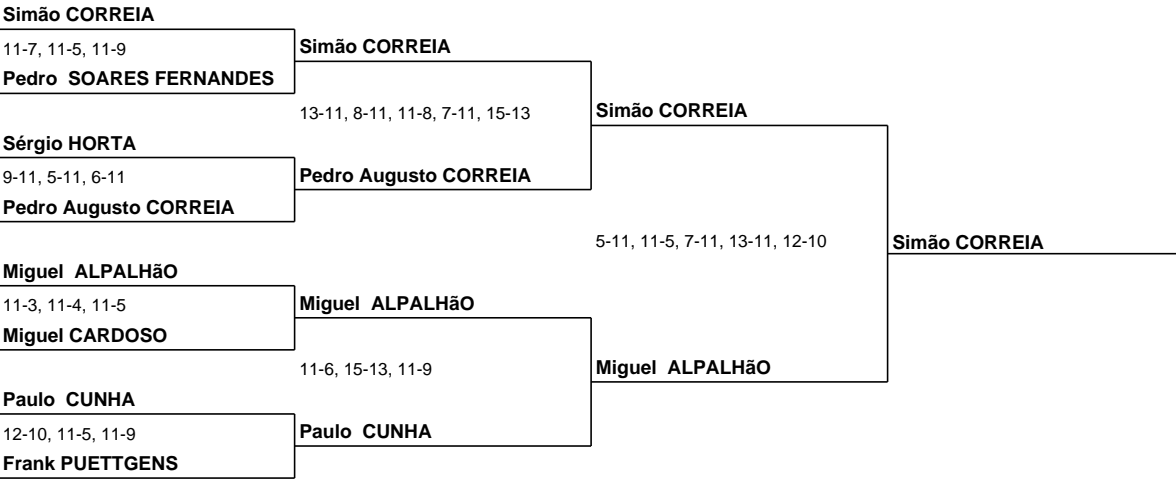 Simão CORREIA
11-7, 11-5, 11-9
Simão CORREIA
Pedro  SOARES FERNANDES
13-11, 8-11, 11-8, 7-11, 15-13
Simão CORREIA
Sérgio HORTA
9-11, 5-11, 6-11
Pedro Augusto CORREIA
Pedro Augusto CORREIA
5-11, 11-5, 7-11, 13-11, 12-10
Simão CORREIA
Miguel  ALPALHãO
11-3, 11-4, 11-5
Miguel  ALPALHãO
Miguel CARDOSO
11-6, 15-13, 11-9
Miguel  ALPALHãO
Paulo  CUNHA
12-10, 11-5, 11-9
Paulo  CUNHA
Frank PUETTGENS